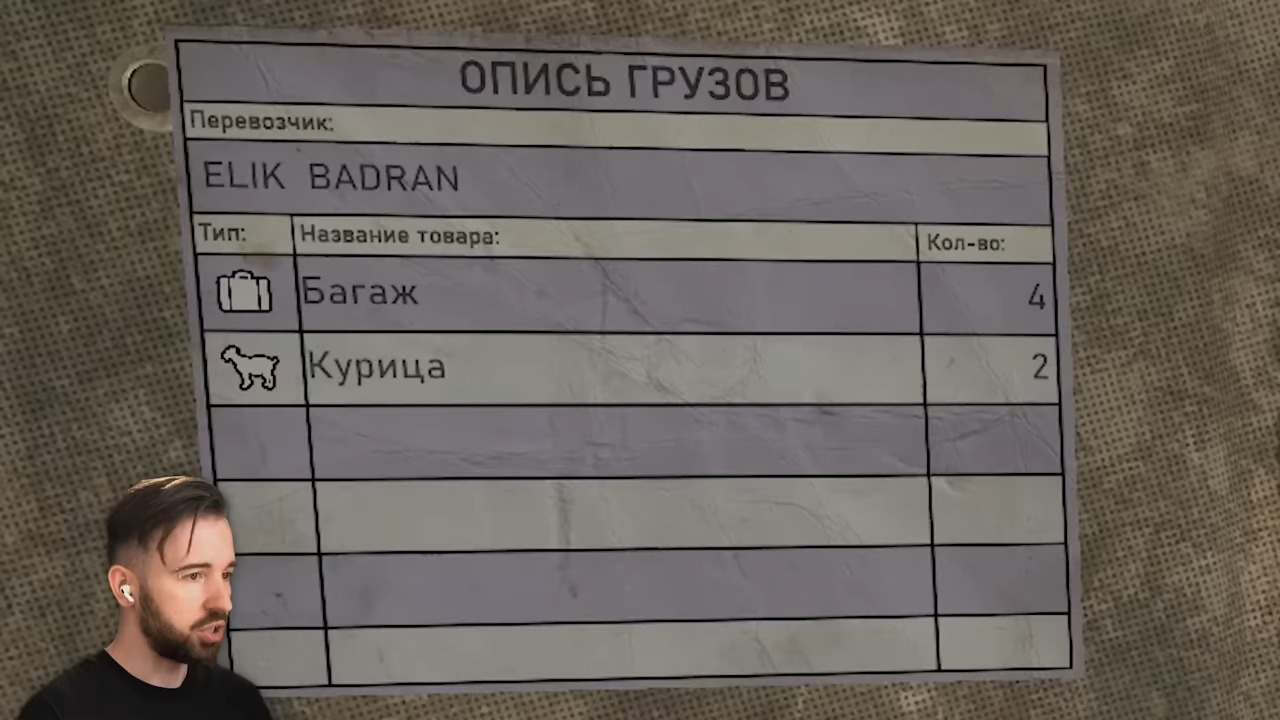 ОПИСЬ ГРУЗОВ
Перевозчик:
ELIK BADRAN
Тип: Название товара: Кол-во:
Багаж 4
Курица 2